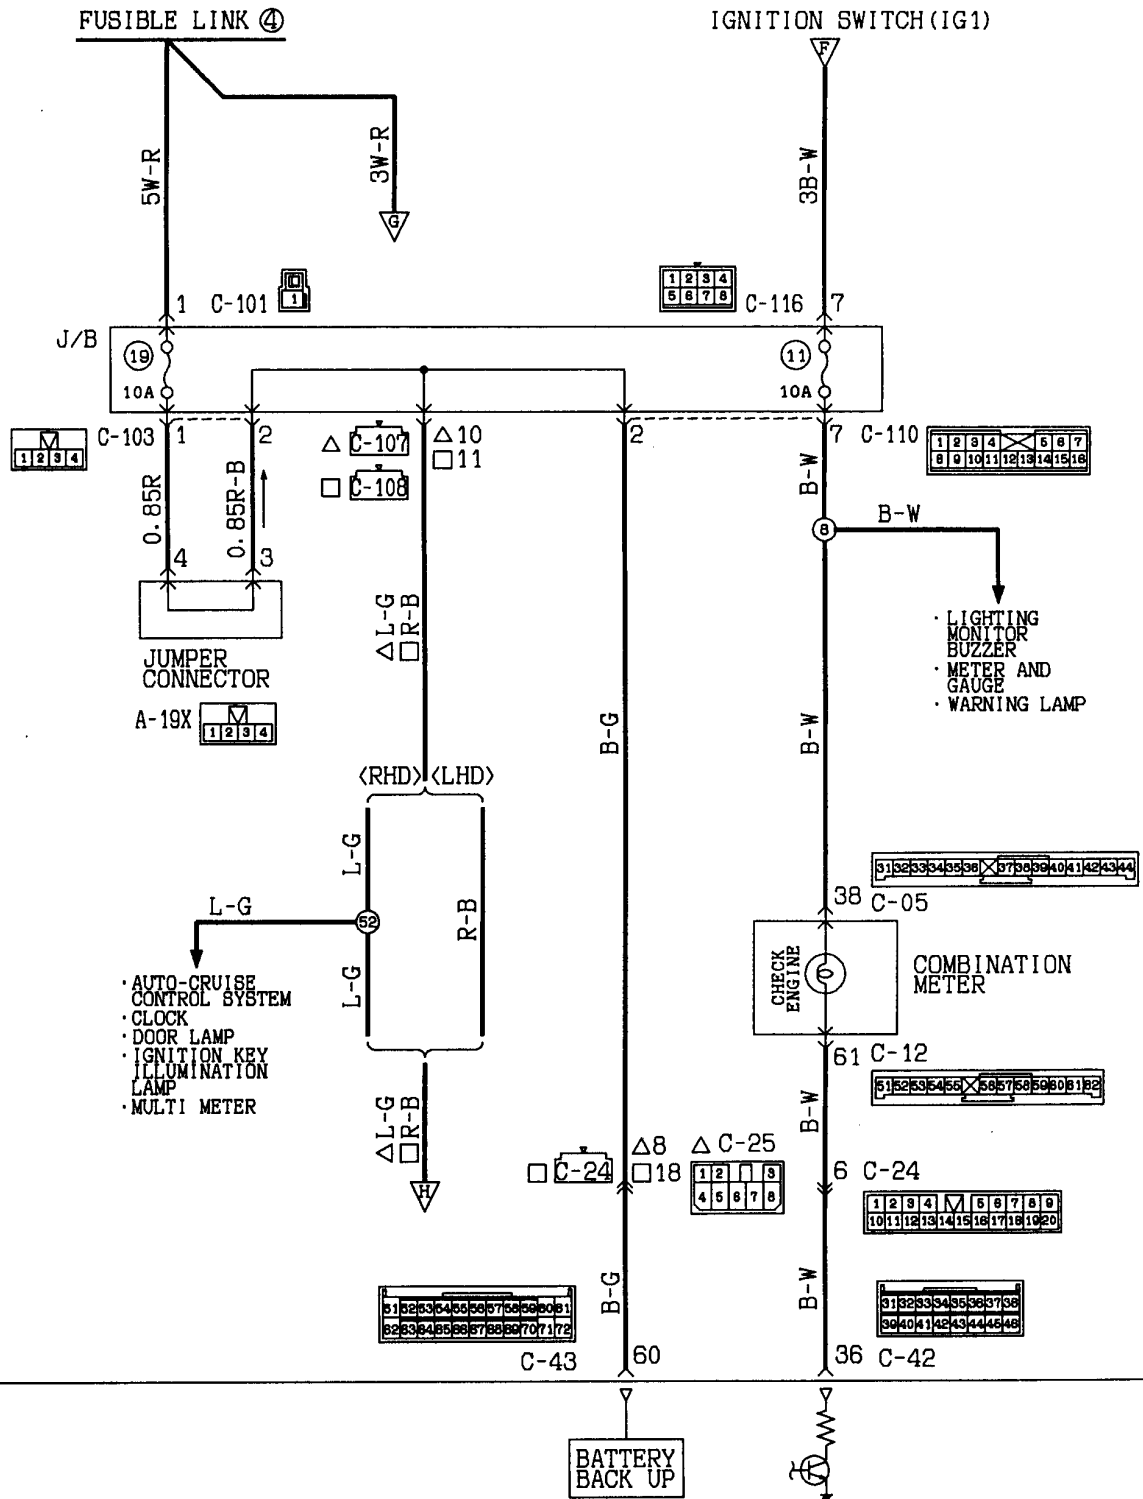 FUSIBLE LINK ④
IGNITION SWITCH(IG1)
F
5W-R
3W-R
3B-W
G
1 C-101
1
1 2 3 4
5 6 7 8
C-116 7
J/B
19
10A
11
10A
C-103 1 2
1 2 3 4
△ C-107
△10
□11
□ C-108
2
7 C-110
1 2 3 4 5 6 7
8 9 10 11 12 13 14 15 16
0.85R
0.85R-B
B-W
8
B-W
4 3
△L-G
□R-B
JUMPER
CONNECTOR
A-19X
1 2 3 4
· LIGHTING
MONITOR
BUZZER
· METER AND
GAUGE
· WARNING LAMP
B-G
B-W
<RHD> <LHD>
L-G
R-B
31 32 33 34 35 36 37 38 39 40 41 42 43 44
38 C-05
52
L-G
L-G
CHECK
ENGINE
COMBINATION
METER
· AUTO-CRUISE
CONTROL SYSTEM
· CLOCK
· DOOR LAMP
· IGNITION KEY
ILLUMINATION
LAMP
· MULTI METER
61 C-12
51 52 53 54 55 56 57 58 59 60 61 62
△L-G
□R-B
B-W
H
□ C-24
△8
□18
△ C-25
1 2 3
4 5 6 7 8
6 C-24
1 2 3 4 5 6 7 8 9
10 11 12 13 14 15 16 17 18 19 20
B-G
B-W
51 52 53 54 55 56 57 58 59 60 61
62 63 64 65 66 67 68 69 70 71 72
31 32 33 34 35 36 37 38
39 40 41 42 43 44 45 46
C-43 60
36 C-42
BATTERY
BACK UP